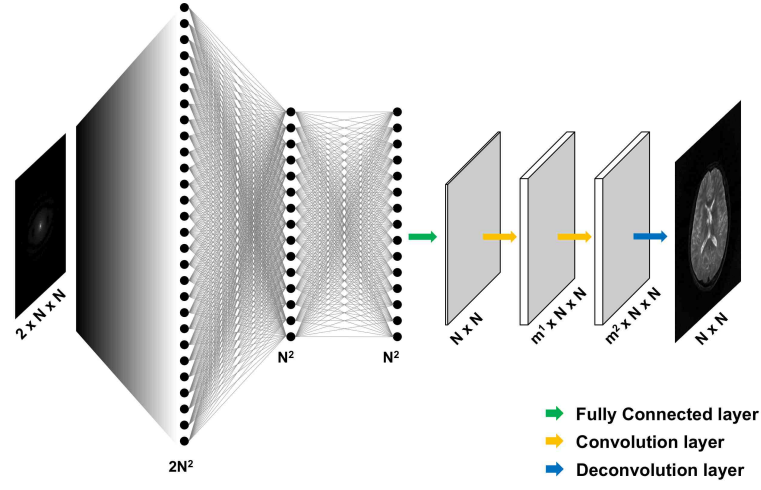 2 x N x N
2N²
N²
N²
N x N
m¹ x N x N
m² x N x N
N x N
Fully Connected layer
Convolution layer
Deconvolution layer